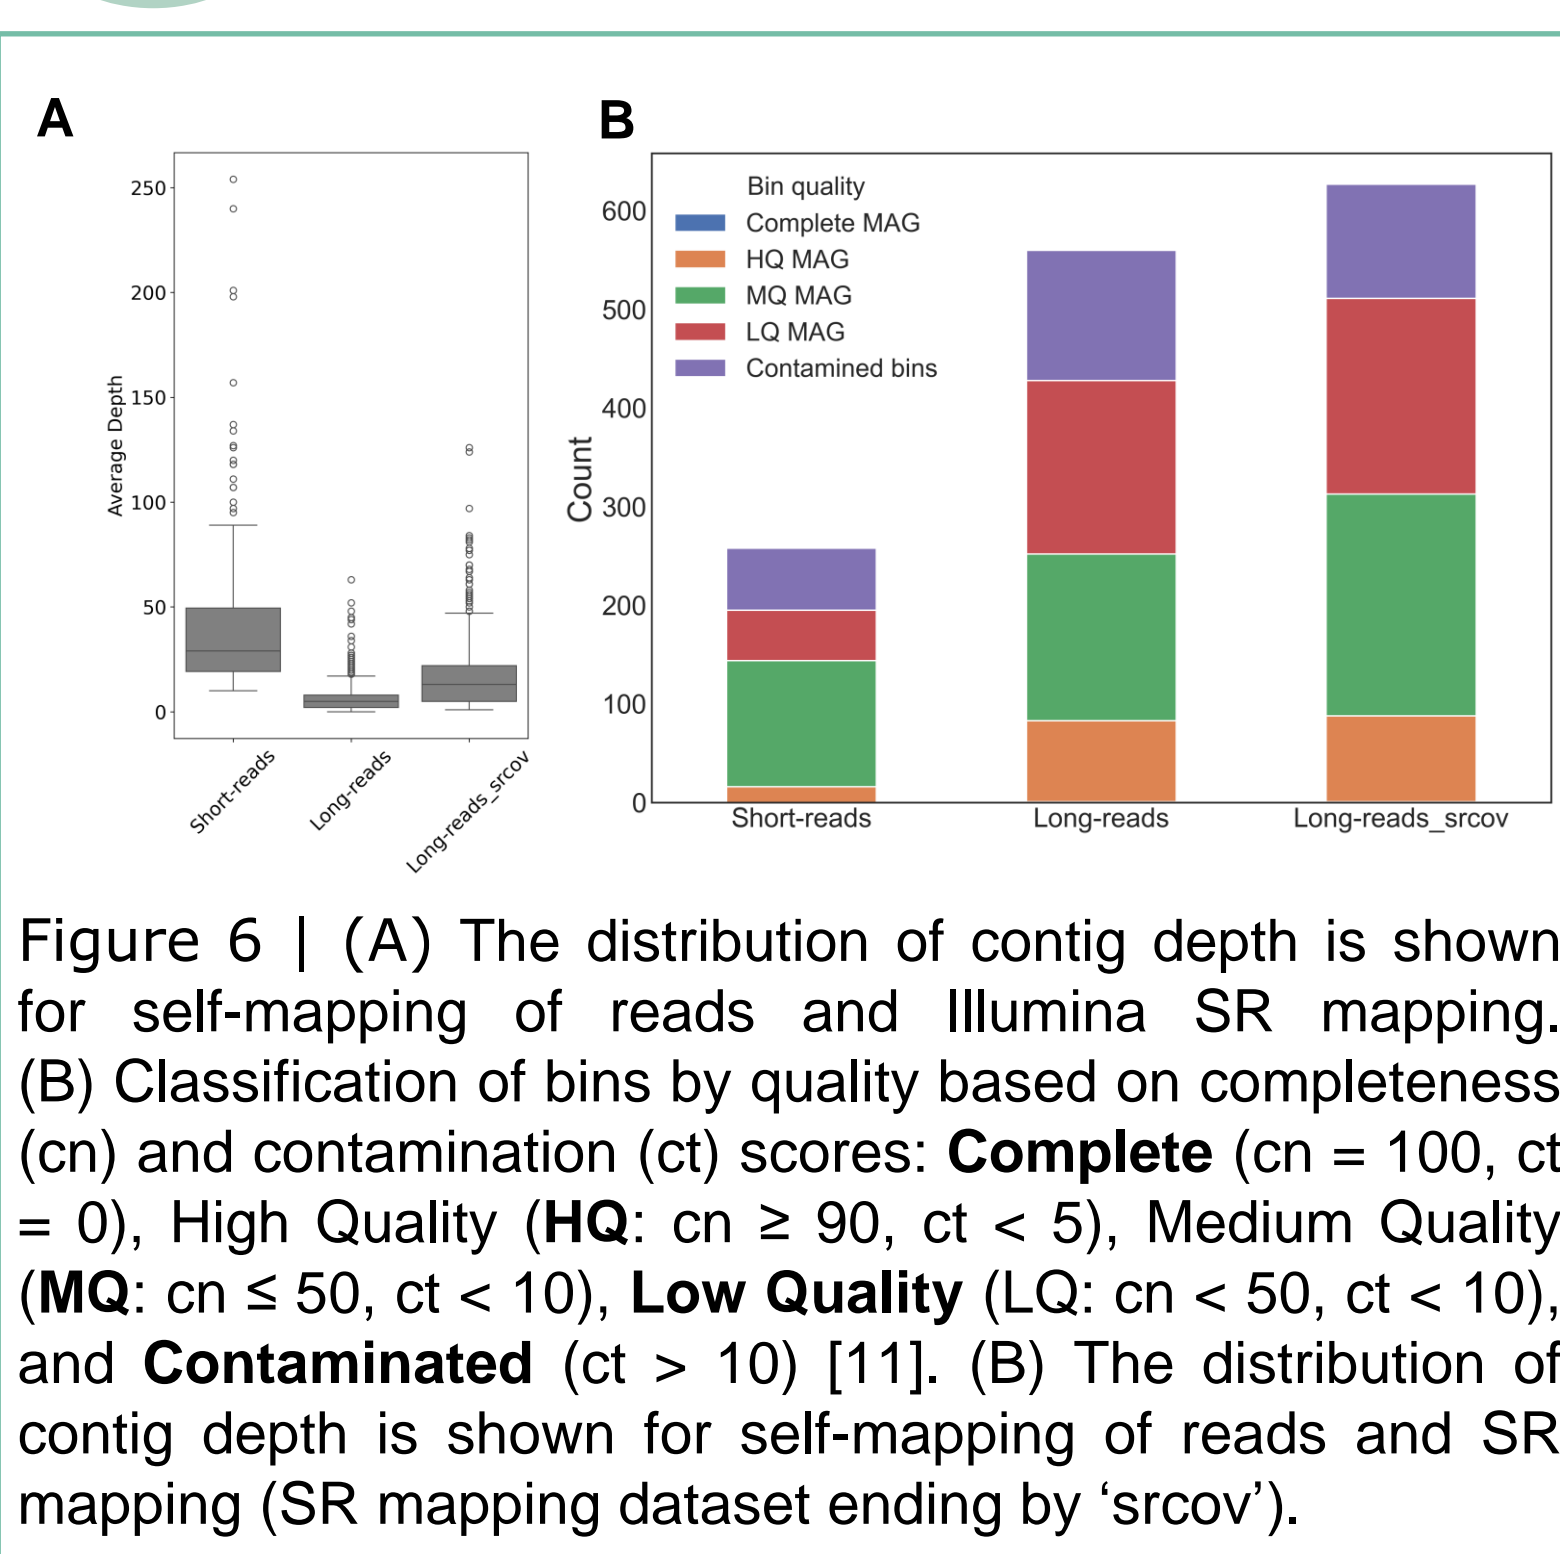 A
B
250
200
150
100
50
0
Average Depth
Short-reads
Long-reads
Long-reads_srcov
600
500
400
300
200
100
0
Count
Bin quality
Complete MAG
HQ MAG
MQ MAG
LQ MAG
Contamined bins
Short-reads
Long-reads
Long-reads_srcov
Figure 6 | (A) The distribution of contig depth is shown
for self-mapping of reads and Illumina SR mapping.
(B) Classification of bins by quality based on completeness
(cn) and contamination (ct) scores: Complete (cn = 100, ct
= 0), High Quality (HQ: cn ≥ 90, ct < 5), Medium Quality
(MQ: cn ≤ 50, ct < 10), Low Quality (LQ: cn < 50, ct < 10),
and Contaminated (ct > 10) [11]. (B) The distribution of
contig depth is shown for self-mapping of reads and SR
mapping (SR mapping dataset ending by ‘srcov’).